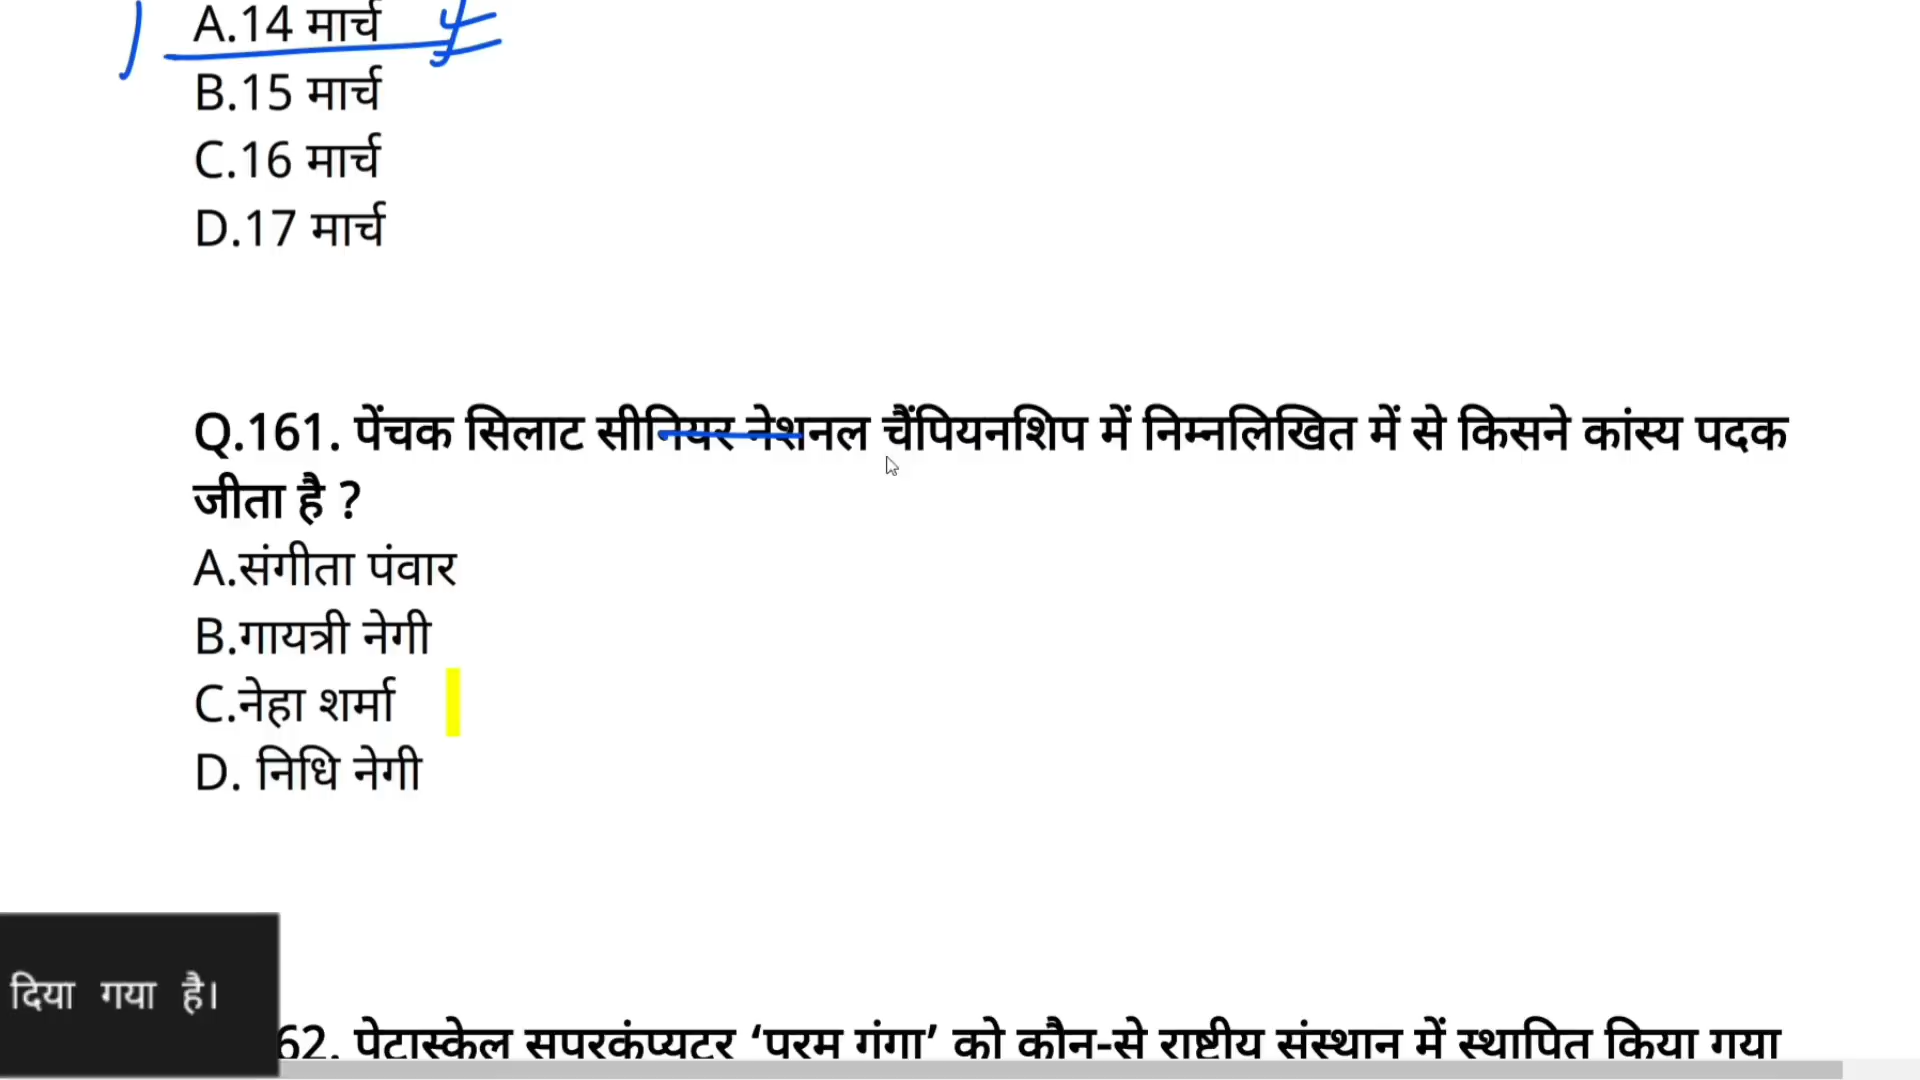 A.14 मार्च
B.15 मार्च
C.16 मार्च
D.17 मार्च
Q.161. पेंचक सिलाट सीनियर नेशनल चैंपियनशिप में निम्नलिखित में से किसने कांस्य पदक
जीता है ?
A.संगीता पंवार
B.गायत्री नेगी
C.नेहा शर्मा
D. निधि नेगी
दिया गया है।
62. पेटास्केल सुपरकंप्यूटर ‘परम गंगा’ को कौन-से राष्ट्रीय संस्थान में स्थापित किया गया